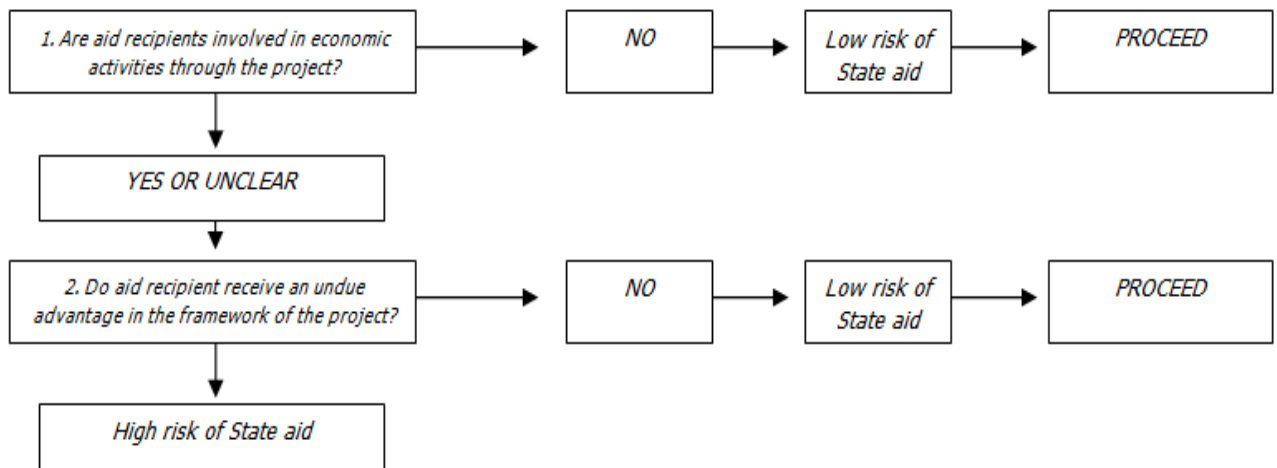 1. Are aid recipients involved in economic
activities through the project?
NO
Low risk of
State aid
PROCEED
YES OR UNCLEAR
2. Do aid recipient receive an undue
advantage in the framework of the project?
NO
Low risk of
State aid
PROCEED
High risk of State aid